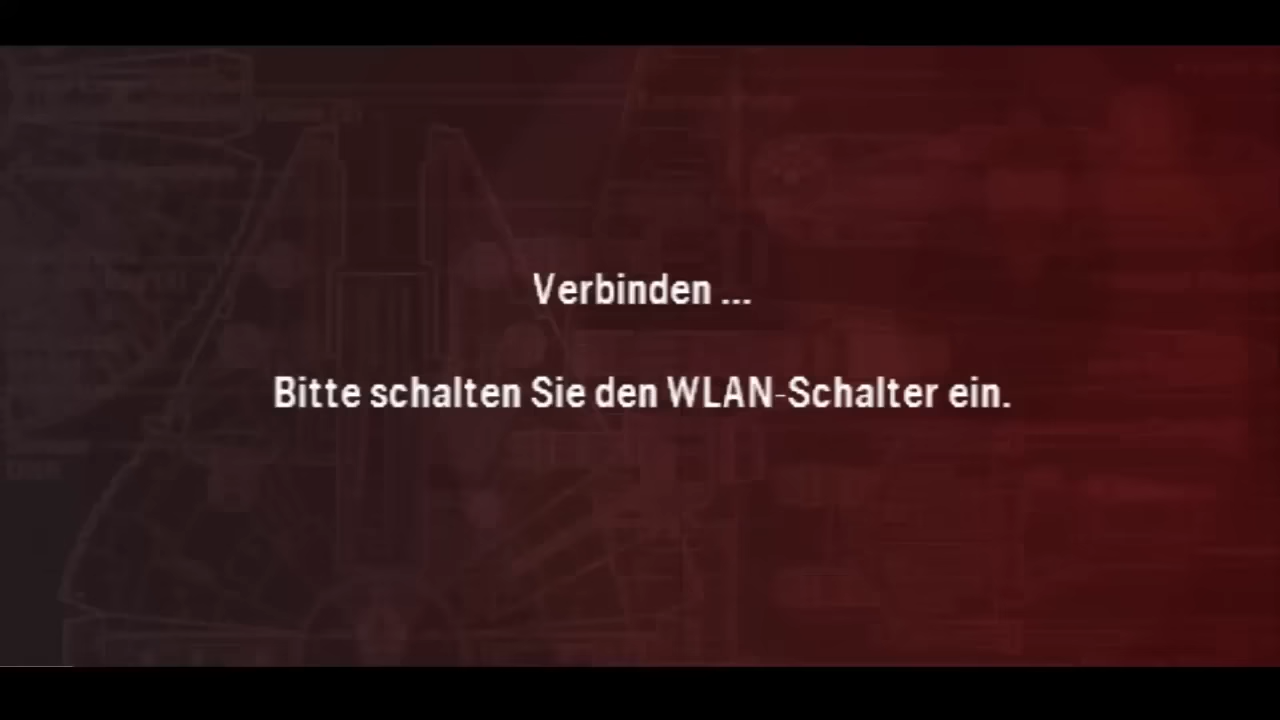 Verbinden ...
Bitte schalten Sie den WLAN-Schalter ein.